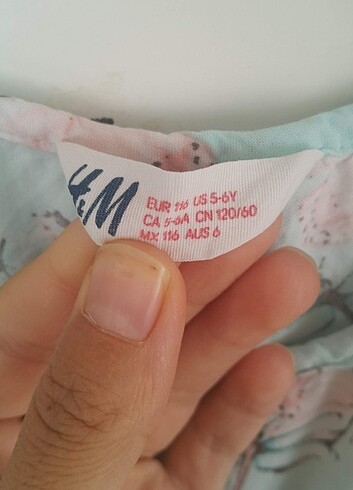 H&M
EUR 116 US 5-6Y
CA 5-6A CN 120/60
MX 116 AUS 6